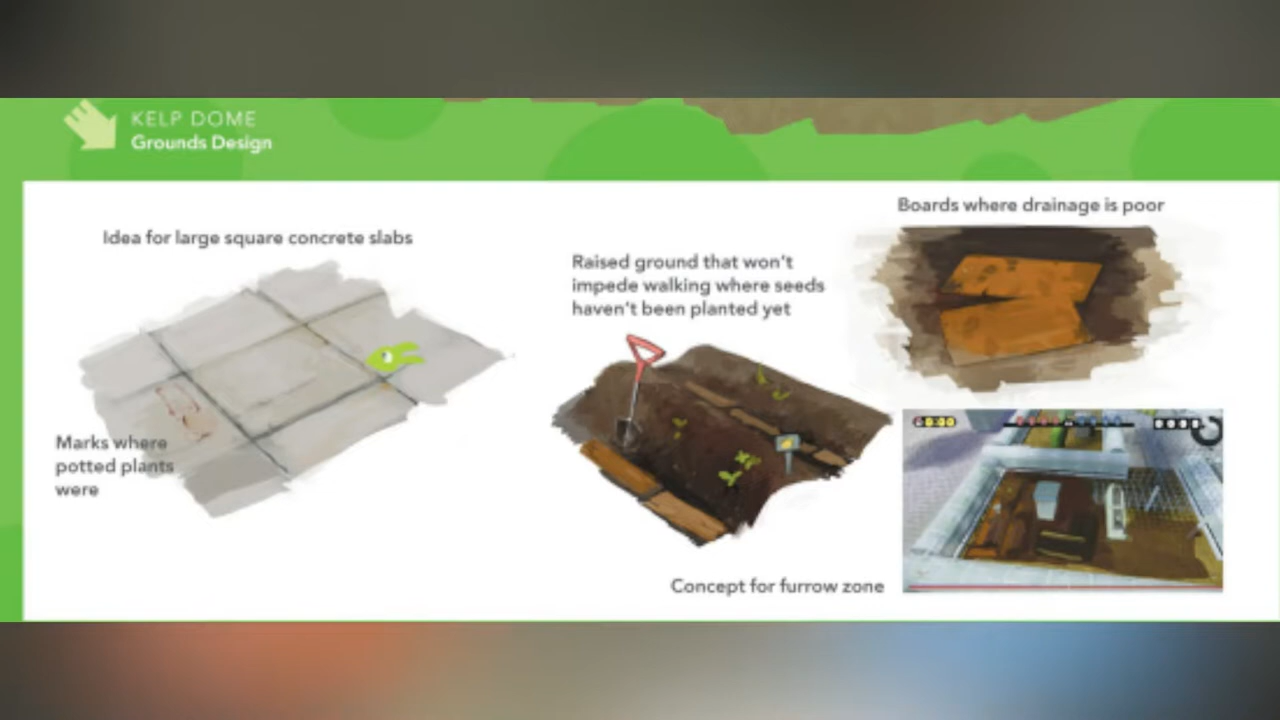 KELP DOME
Grounds Design
Idea for large square concrete slabs
Marks where
potted plants
were
Raised ground that won't
impede walking where seeds
haven't been planted yet
Boards where drainage is poor
Concept for furrow zone